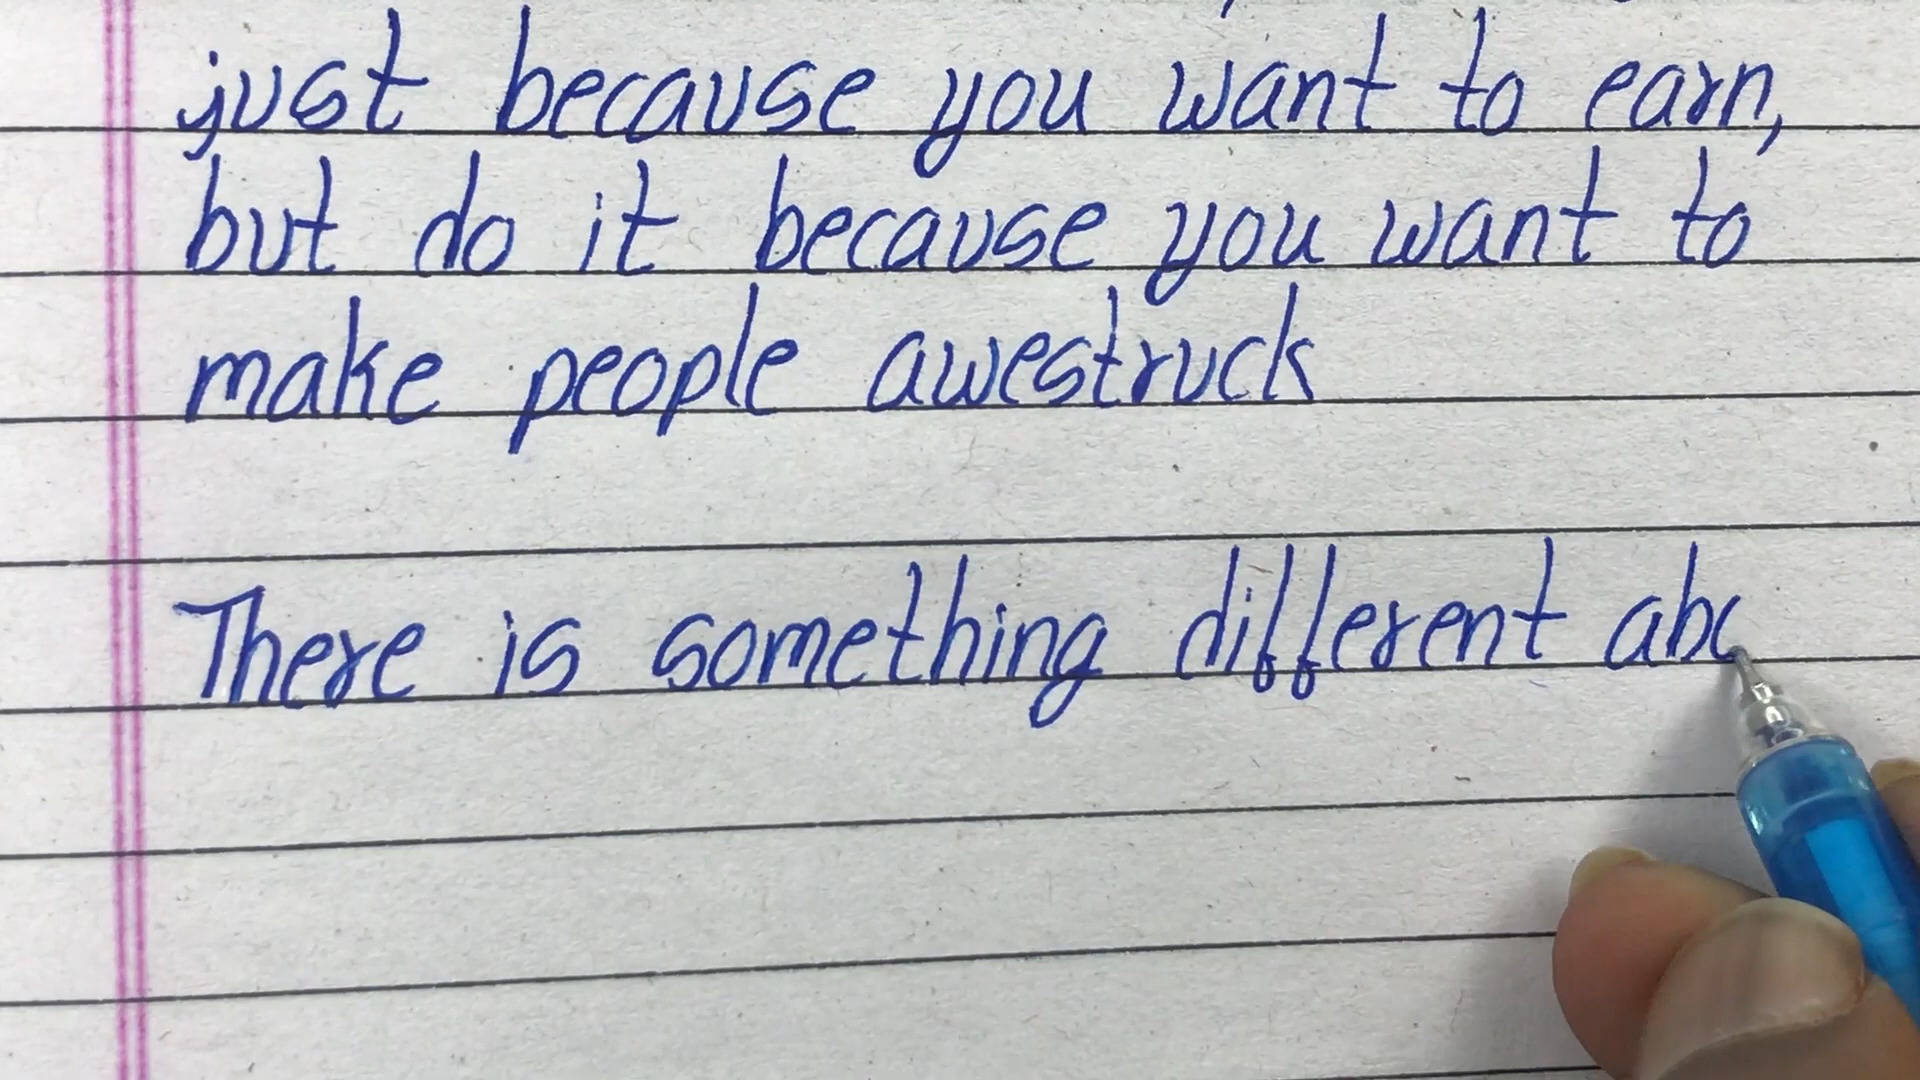 just because you want to earn,
but do it because you want to
make people awestruck
There is something different abo